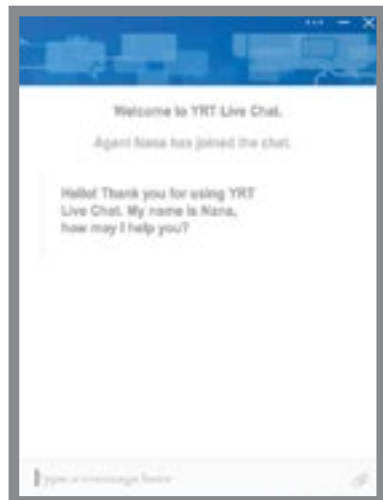 Welcome to YRT Live Chat.
Agent Nana has joined the chat.
Hello! Thank you for using YRT
Live Chat. My name is Nana,
how may I help you?
Type a message here